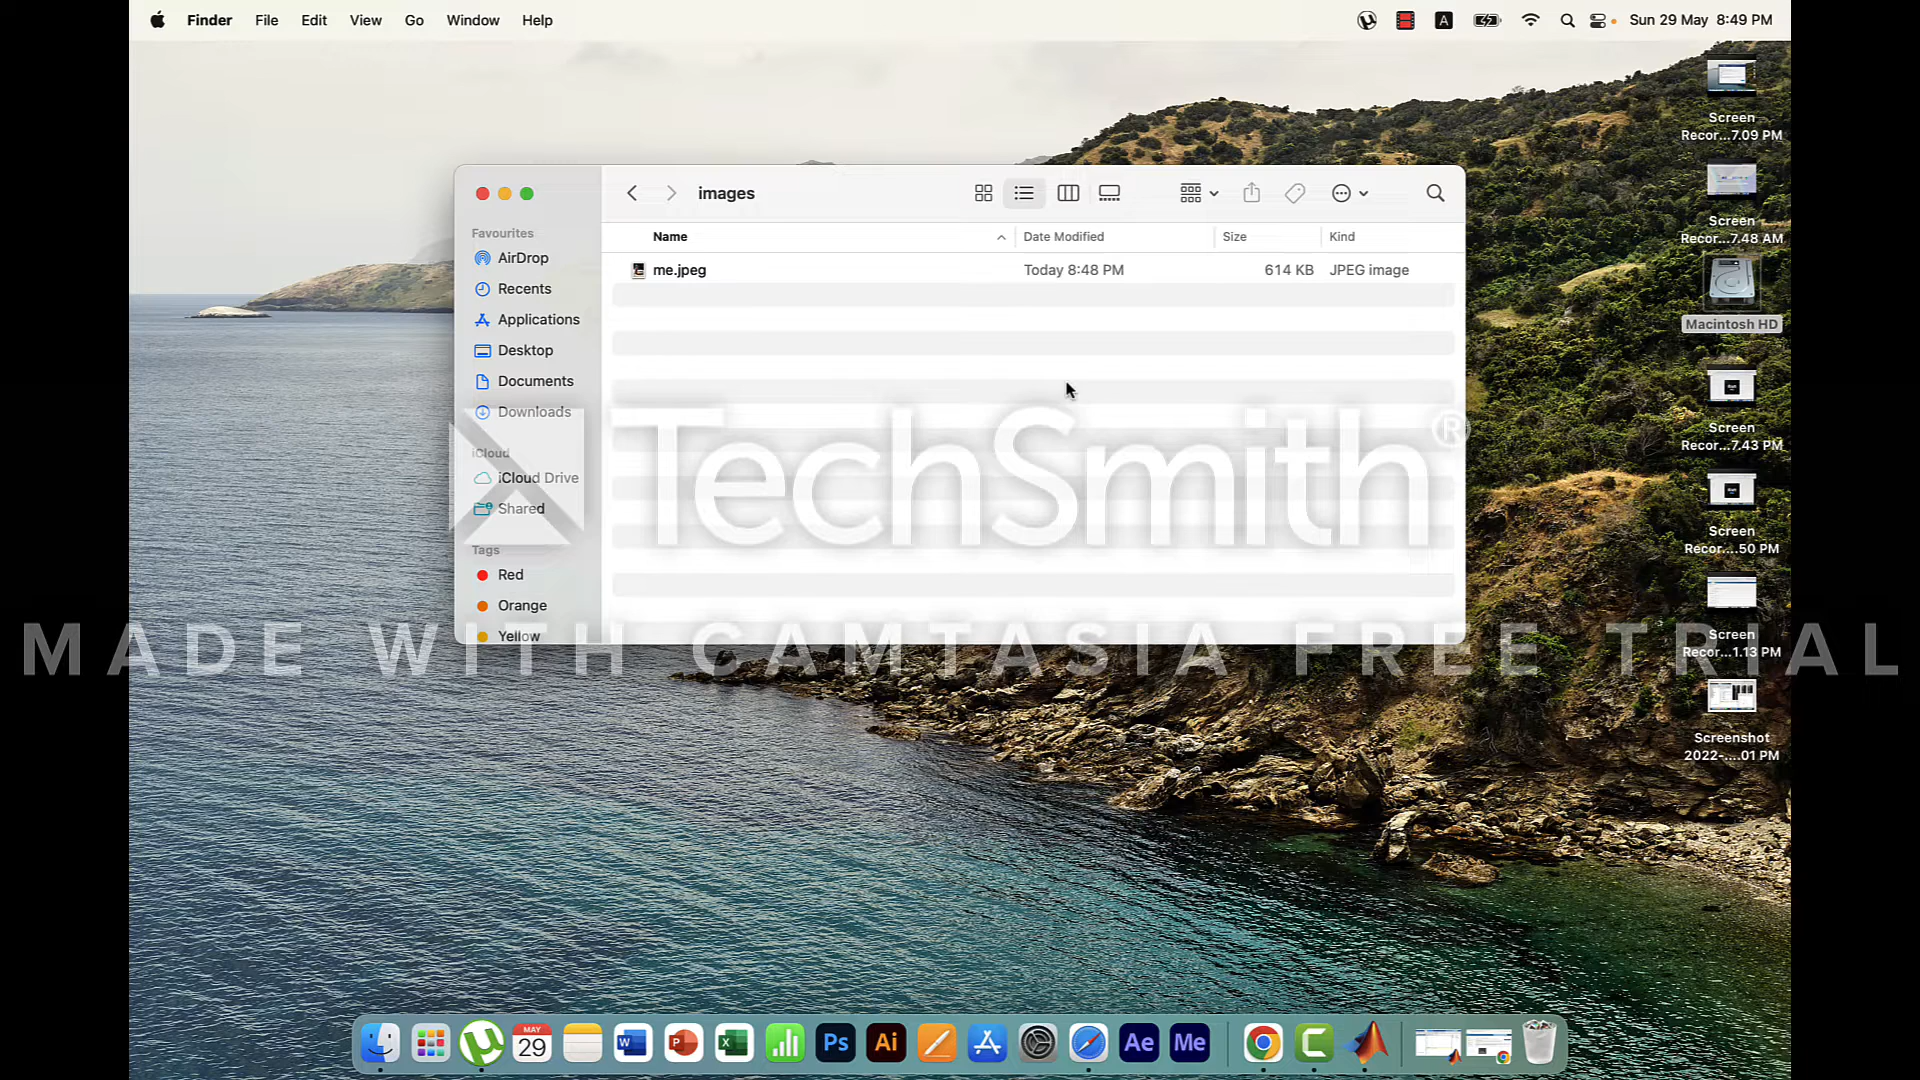 Finder File Edit View Go Window Help
A
Sun 29 May 8:49 PM
images
Name
Date Modified
Size
Kind
me.jpeg
Today 8:48 PM
614 KB
JPEG image
Favourites
AirDrop
Recents
Applications
Desktop
Documents
Downloads
iCloud
iCloud Drive
Shared
Tags
Red
Orange
Yellow
Screen
Recor...7.09 PM
Screen
Recor...7.48 AM
Macintosh HD
Screen
Recor...7.43 PM
Screen
Recor....50 PM
Screen
Recor...1.13 PM
Screenshot
2022-....01 PM
TechSmith®
MADE WITH CAMTASIA FREE TRIAL
MAY
29
W
P
X
Ps
Ai
Ae
Me
C